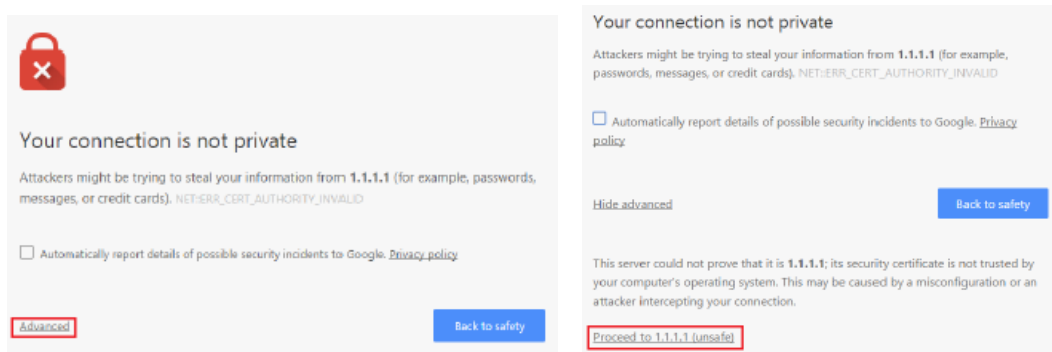 Your connection is not private
Attackers might be trying to steal your information from 1.1.1.1 (for example, passwords,
messages, or credit cards). NET::ERR_CERT_AUTHORITY_INVALID
Automatically report details of possible security incidents to Google. Privacy policy
Advanced
Back to safety
Your connection is not private
Attackers might be trying to steal your information from 1.1.1.1 (for example,
passwords, messages, or credit cards). NET::ERR_CERT_AUTHORITY_INVALID
Automatically report details of possible security incidents to Google. Privacy
policy
Hide advanced
Back to safety
This server could not prove that it is 1.1.1.1; its security certificate is not trusted by
your computer's operating system. This may be caused by a misconfiguration or an
attacker intercepting your connection.
Proceed to 1.1.1.1 (unsafe)